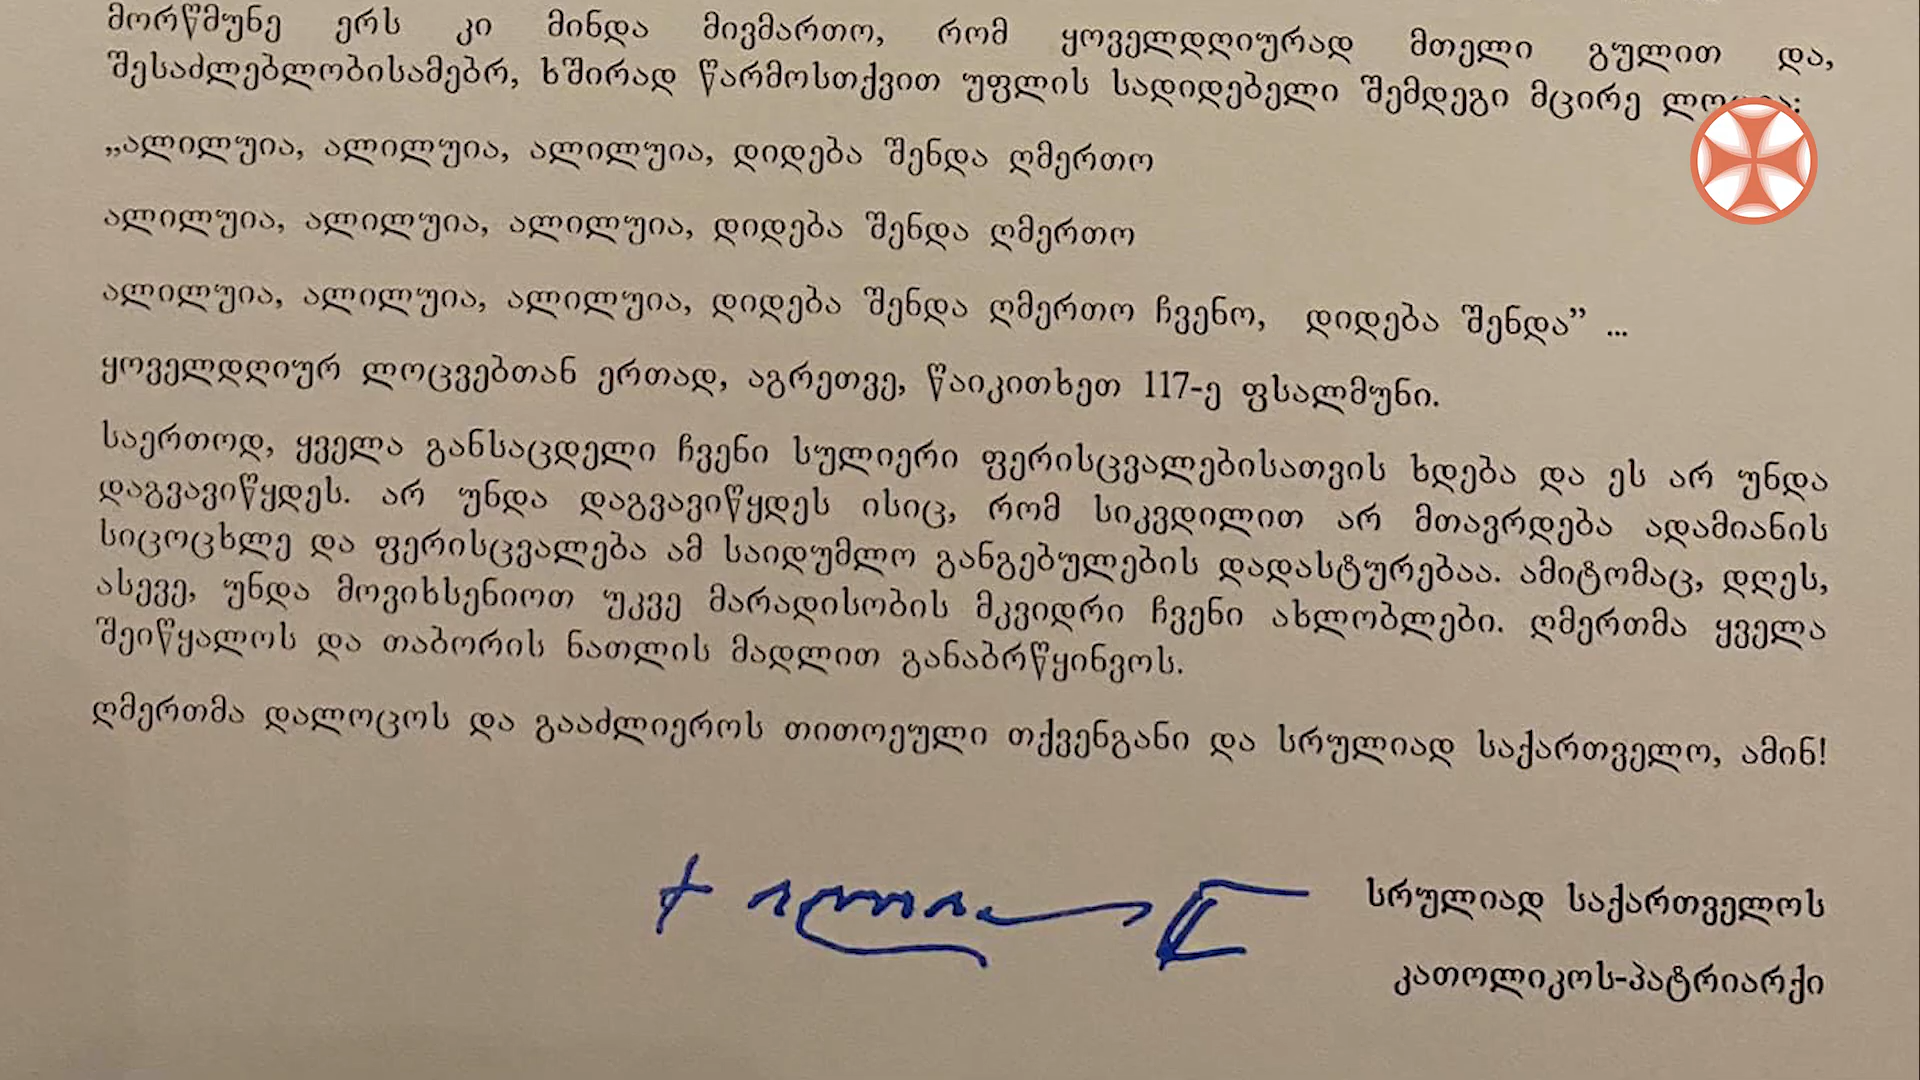 მორწმუნე ერს კი მინდა მივმართო, რომ ყოველდღიურად მთელი გულით და,
შესაძლებლობისამებრ, ხშირად წარმოსთქვით უფლის სადიდებელი შემდეგი მცირე
„ალილუია, ალილუია, ალილუია, დიდება შენდა ღმერთო
ალილუია, ალილუია, ალილუია, დიდება შენდა ღმერთო
ალილუია, ალილუია, ალილუია, დიდება შენდა ღმერთო ჩვენო, დიდება შენდა” ...
ყოველდღიურ ლოცვებთან ერთად, აგრეთვე, წაიკითხეთ 117-ე ფსალმუნი.
საერთოდ, ყველა განსაცდელი ჩვენი სულიერი ფერისცვალებისათვის ხდება და ეს არ უნდა
დაგვავიწყდეს. არ უნდა დაგვავიწყდეს ისიც, რომ სიკვდილით არ მთავრდება ადამიანის
სიცოცხლე და ფერისცვალება ამ საიდუმლო განგებულების დადასტურებაა. ამიტომაც, დღეს,
ასევე, უნდა მოვიხსენიოთ უკვე მარადისობის მკვიდრი ჩვენი ახლობლები. ღმერთმა ყველა
შეიწყალოს და თაბორის ნათლის მადლით განაბრწყინვოს.
ღმერთმა დალოცოს და გააძლიეროს თითოეული თქვენგანი და სრულიად საქართველო, ამინ!
სრულიად საქართველოს
კათოლიკოს-პატრიარქი